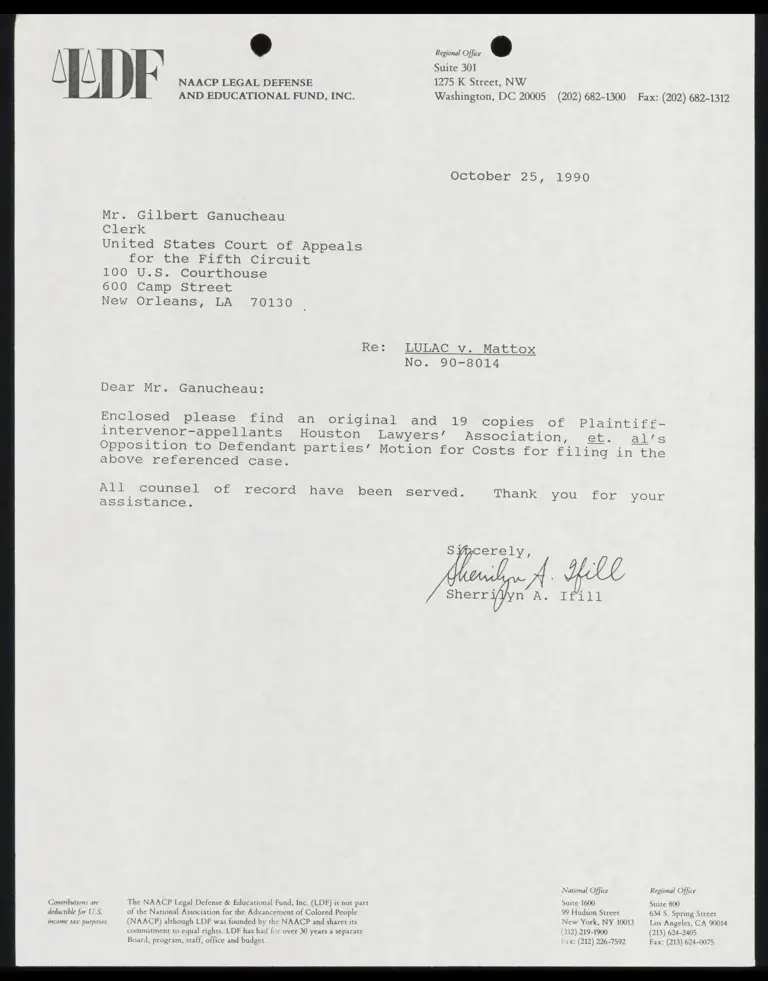 LDF
NAACP LEGAL DEFENSE
AND EDUCATIONAL FUND, INC.
Regional Office
Suite 301
1275 K Street, NW
Washington, DC 20005 (202) 682-1300 Fax: (202) 682-1312
October 25, 1990
Mr. Gilbert Ganucheau
Clerk
United States Court of Appeals
for the Fifth Circuit
100 U.S. Courthouse
600 Camp Street
New Orleans, LA 70130
Re: LULAC v. Mattox
No. 90-8014
Dear Mr. Ganucheau:
Enclosed please find an original and 19 copies of Plaintiff-
intervenor-appellants Houston Lawyers' Association, et. al's
Opposition to Defendant parties' Motion for Costs for filing in the
above referenced case.
All counsel of record have been served. Thank you for your
assistance.
Sincerely,
Sherrilyn A. Ifill
Sherrilyn A. Ifill
Contributions are
deductible for U.S.
income tax purposes.
The NAACP Legal Defense & Educational Fund, Inc. (LDF) is not part
of the National Association for the Advancement of Colored People
(NAACP) although LDF was founded by the NAACP and shares its
commitment to equal rights. LDF has had for over 30 years a separate
Board, program, staff, office and budget.
National Office
Suite 1600
99 Hudson Street
New York, NY 10013
(212) 219-1900
Fax: (212) 226-7592
Regional Office
Suite 800
634 S. Spring Street
Los Angeles, CA 90014
(213) 624-2405
Fax: (213) 624-0075